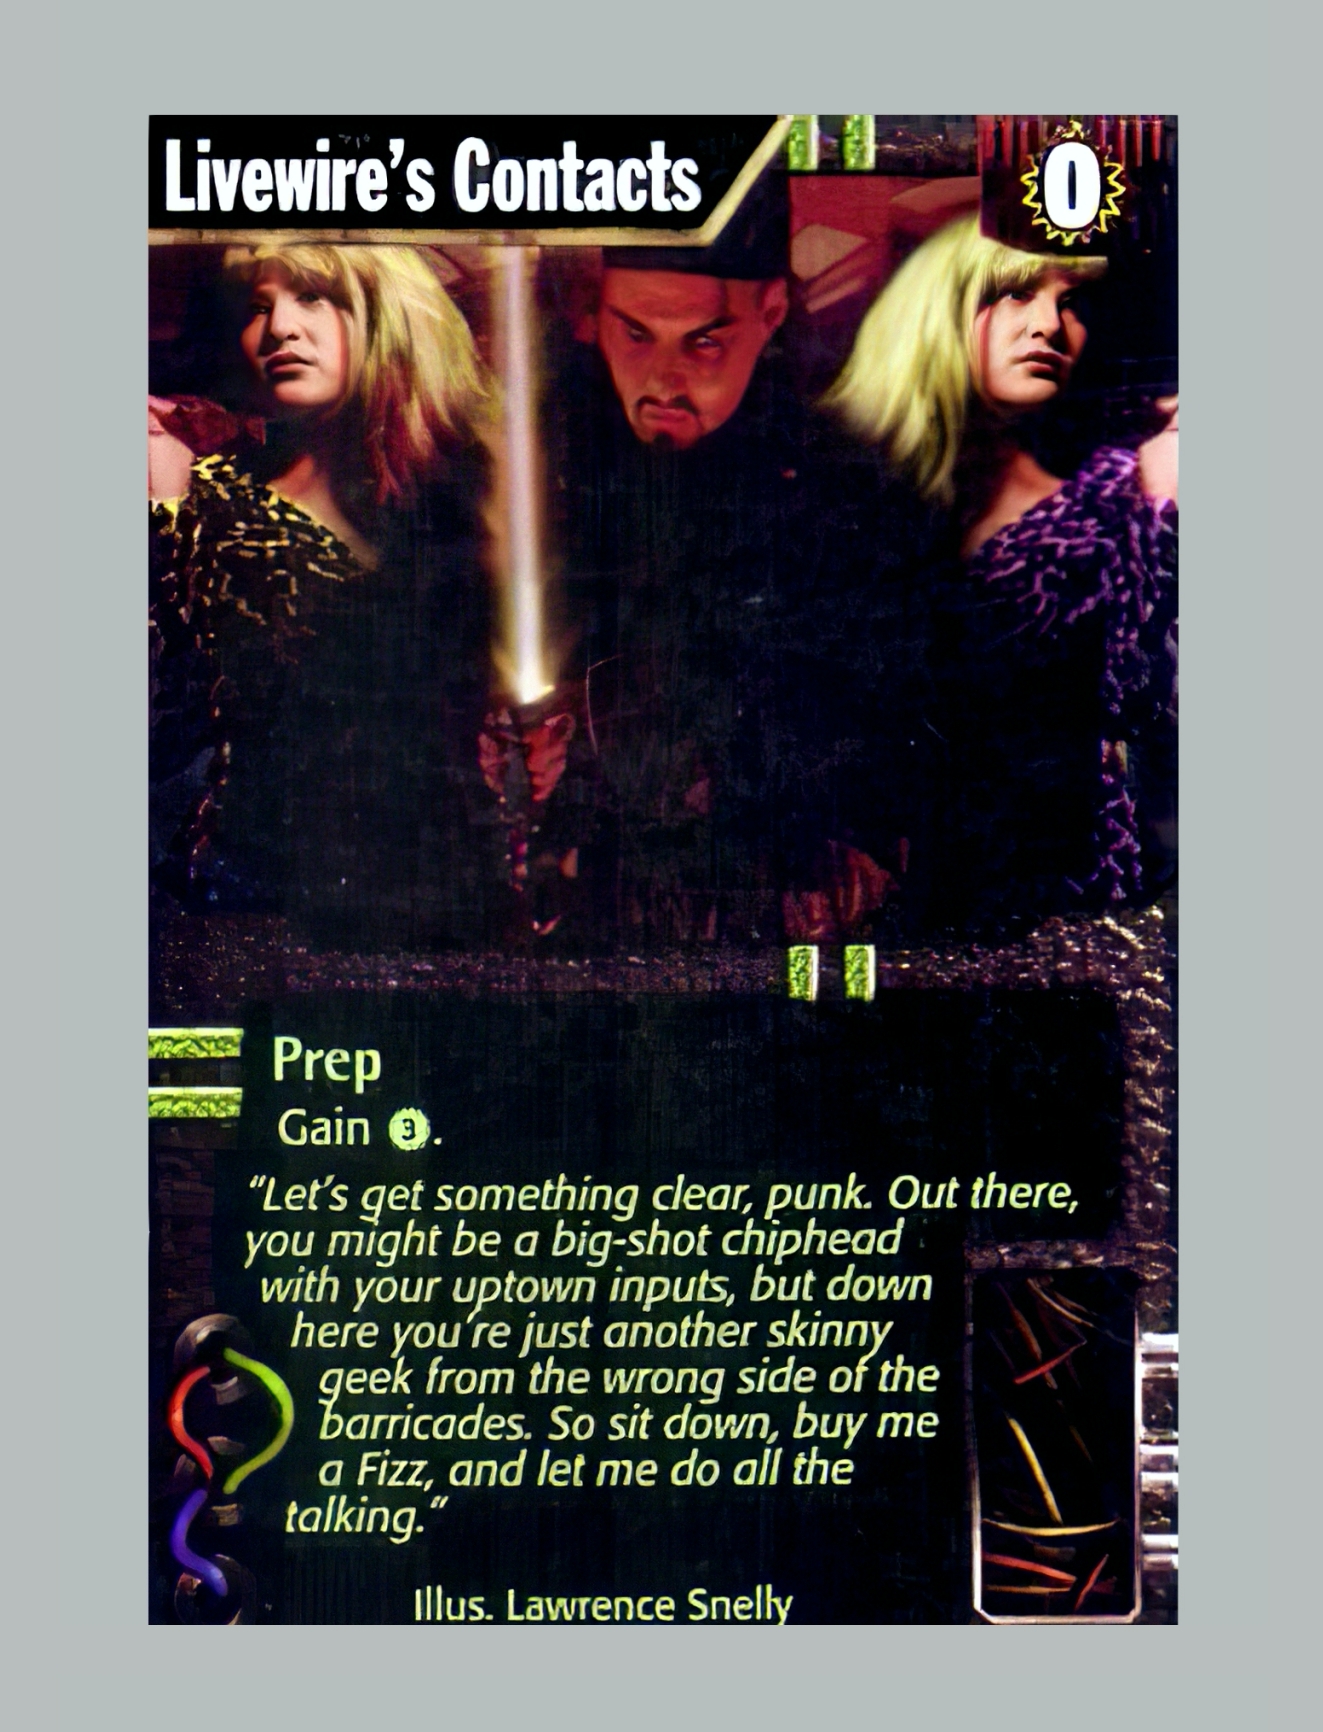 Livewire's Contacts
0
Prep
Gain 3.
"Let's get something clear, punk. Out there,
you might be a big-shot chiphead
with your uptown inputs, but down
here you're just another skinny
geek from the wrong side of the
barricades. So sit down, buy me
a Fizz, and let me do all the
talking."
Illus. Lawrence Snelly